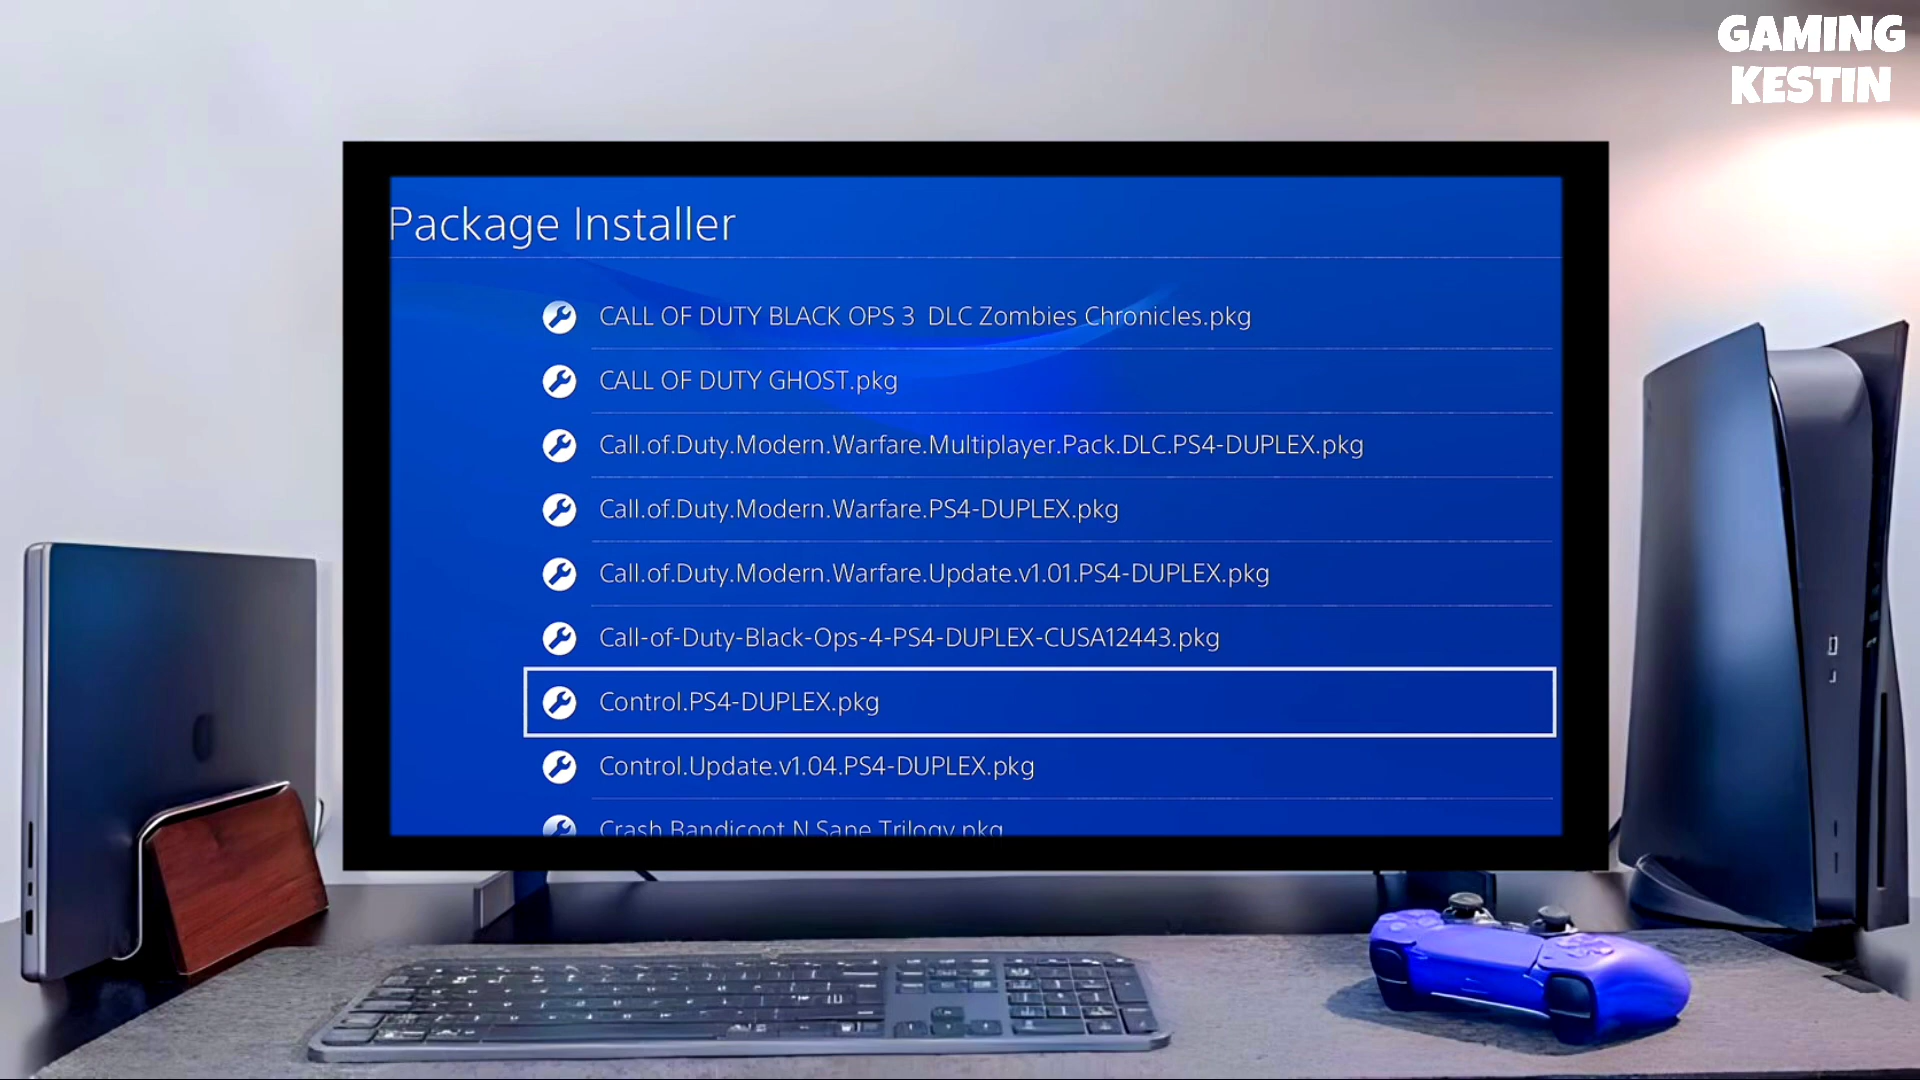 GAMING
KESTIN
Package Installer
CALL OF DUTY BLACK OPS 3 DLC Zombies Chronicles.pkg
CALL OF DUTY GHOST.pkg
Call.of.Duty.Modern.Warfare.Multiplayer.Pack.DLC.PS4-DUPLEX.pkg
Call.of.Duty.Modern.Warfare.PS4-DUPLEX.pkg
Call.of.Duty.Modern.Warfare.Update.v1.01.PS4-DUPLEX.pkg
Call-of-Duty-Black-Ops-4-PS4-DUPLEX-CUSA12443.pkg
Control.PS4-DUPLEX.pkg
Control.Update.v1.04.PS4-DUPLEX.pkg
Crash Bandicoot N Sane Trilogy.pkg